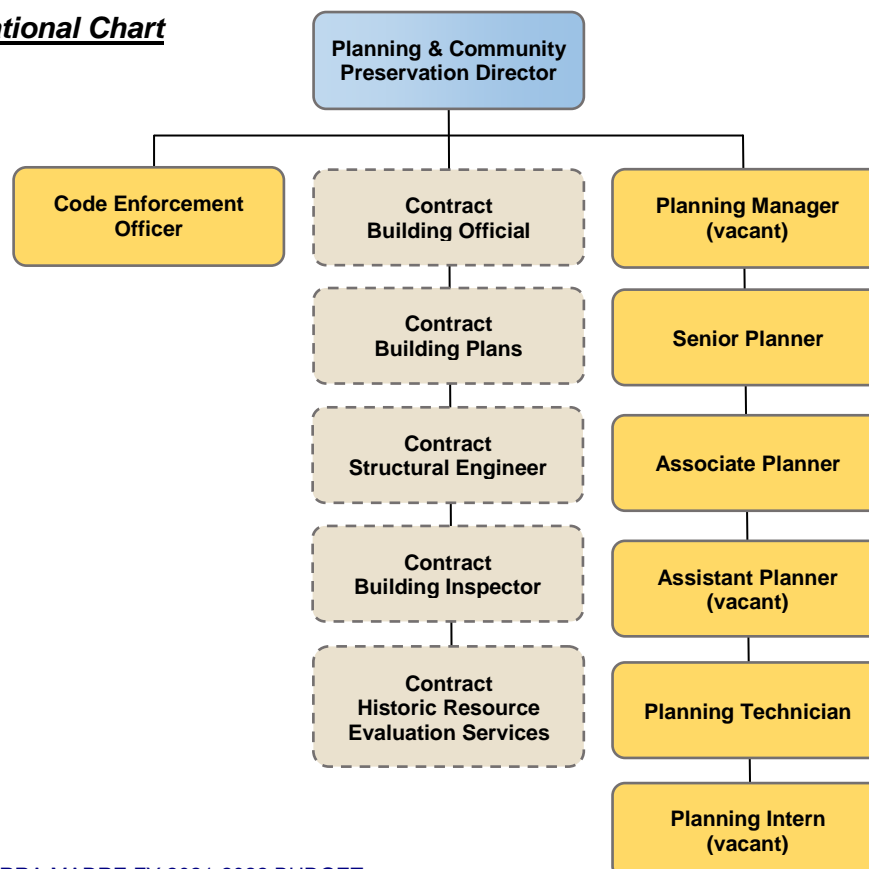 ational Chart
Planning & Community
Preservation Director
Code Enforcement
Officer
Contract
Building Official
Planning Manager
(vacant)
Contract
Building Plans
Senior Planner
Contract
Structural Engineer
Associate Planner
Contract
Building Inspector
Assistant Planner
(vacant)
Contract
Historic Resource
Evaluation Services
Planning Technician
Planning Intern
(vacant)